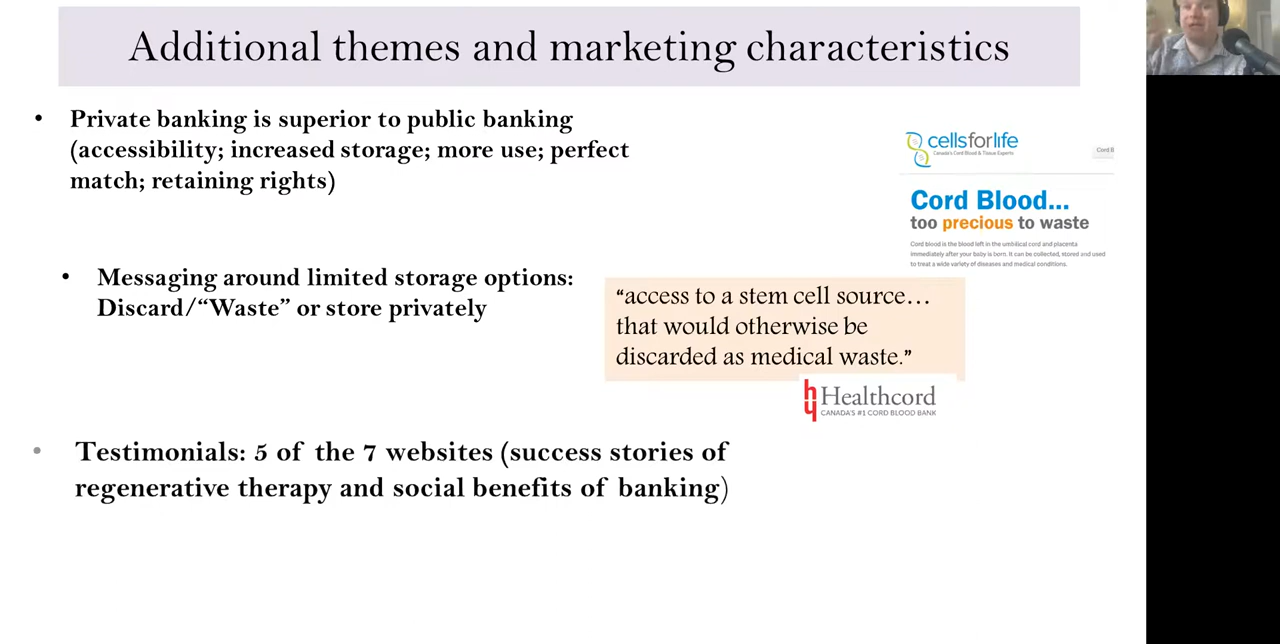 Additional themes and marketing characteristics
• Private banking is superior to public banking
(accessibility; increased storage; more use; perfect
match; retaining rights)
cellsforlife
Canada's Cord Blood & Tissue Experts
Cord B
Cord Blood...
too precious to waste
Cord blood is the blood left in the umbilical cord and placenta
immediately after your baby is born. It can be collected, stored and used
to treat a wide variety of diseases and medical conditions.
• Messaging around limited storage options:
Discard/“Waste” or store privately
“access to a stem cell source…
that would otherwise be
discarded as medical waste.”
Healthcord
CANADA'S #1 CORD BLOOD BANK
• Testimonials: 5 of the 7 websites (success stories of
regenerative therapy and social benefits of banking)